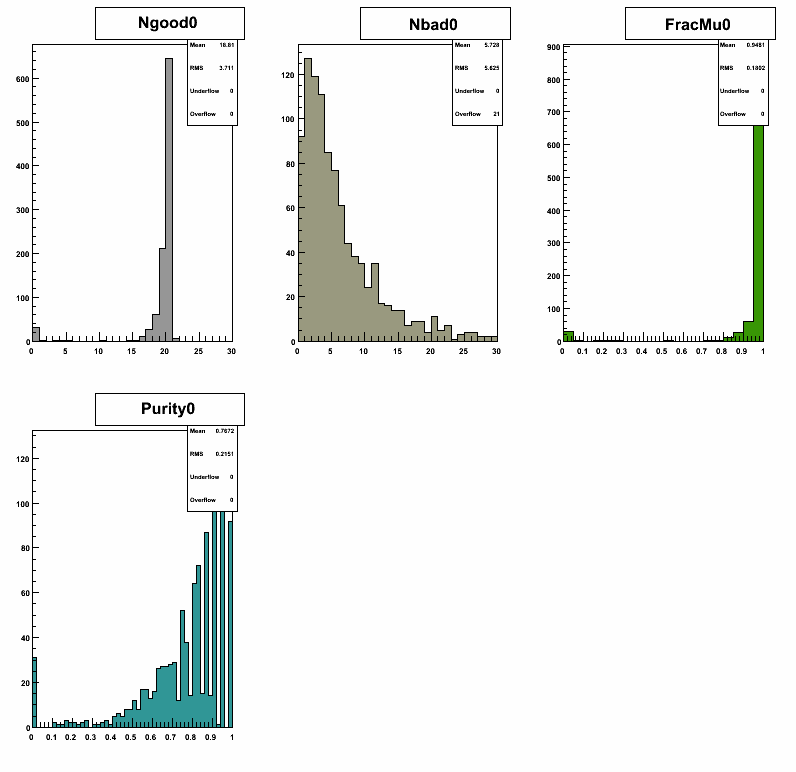 Ngood0
Mean 18.81
RMS 3.711
Underflow 0
Overflow 0
600
500
400
300
200
100
0
0 5 10 15 20 25 30
Nbad0
Mean 5.728
RMS 5.625
Underflow 0
Overflow 21
120
100
80
60
40
20
0
0 5 10 15 20 25 30
FracMu0
Mean 0.9481
RMS 0.1802
Underflow 0
Overflow 0
900
800
700
600
500
400
300
200
100
0
0 0.1 0.2 0.3 0.4 0.5 0.6 0.7 0.8 0.9 1
Purity0
Mean 0.7672
RMS 0.2151
Underflow 0
Overflow 0
120
100
80
60
40
20
0
0 0.1 0.2 0.3 0.4 0.5 0.6 0.7 0.8 0.9 1